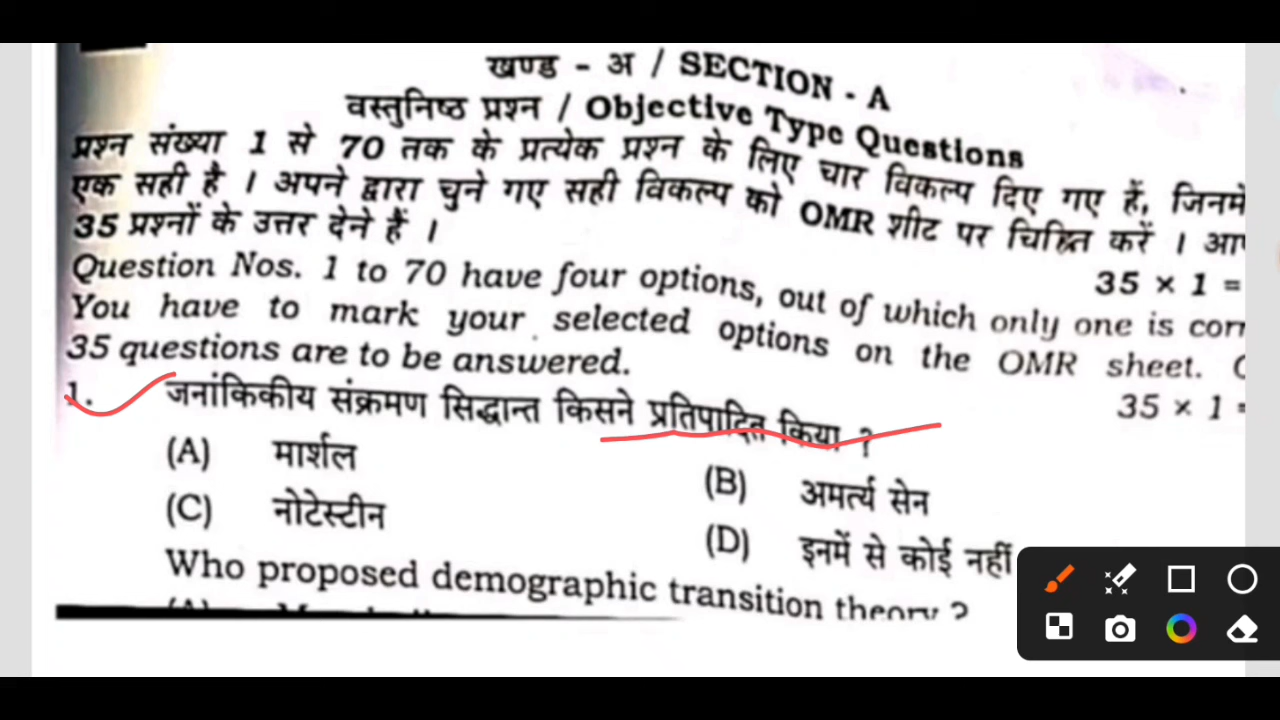 खण्ड - अ / SECTION - A
वस्तुनिष्ठ प्रश्न / Objective Type Questions
प्रश्न संख्या 1 से 70 तक के प्रत्येक प्रश्न के लिए चार विकल्प दिए गए हैं, जिनमें
एक सही है । अपने द्वारा चुने गए सही विकल्प को OMR शीट पर चिह्नित करें ।
35 प्रश्नों के उत्तर देने हैं ।
35 × 1 =
Question Nos. 1 to 70 have four options, out of which only one is
You have to mark your selected options on the OMR sheet.
35 questions are to be answered.
35 × 1 =
1. जनांकिकीय संक्रमण सिद्धान्त किसने प्रतिपादित किया ?
(A) मार्शल
(B) अमर्त्य सेन
(C) नोटेस्टीन
(D) इनमें से कोई नहीं
Who proposed demographic transition theory ?